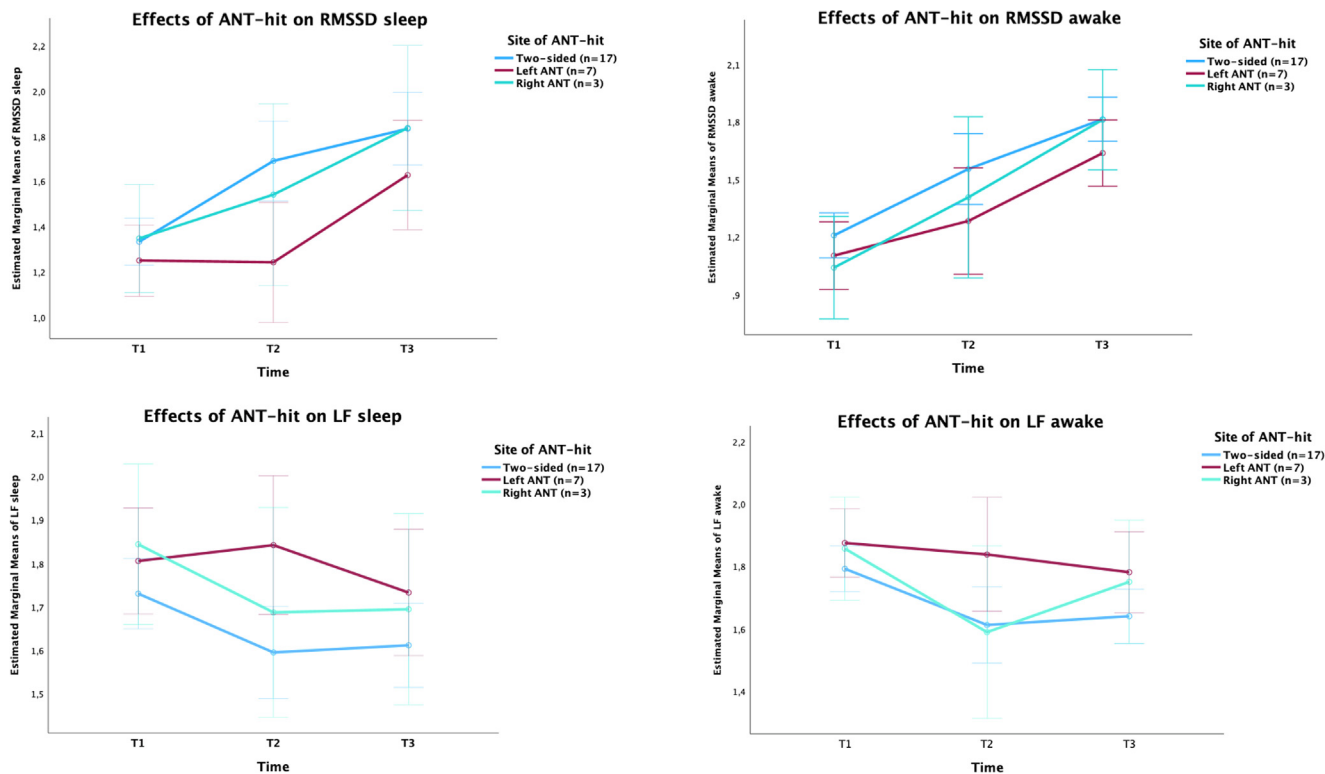 Effects of ANT-hit on RMSSD sleep
Estimated Marginal Means of RMSSD sleep
2,2
2,0
1,8
1,6
1,4
1,2
1,0
T1
T2
T3
Time
Site of ANT-hit
Two-sided (n=17)
Left ANT (n=7)
Right ANT (n=3)
Effects of ANT-hit on RMSSD awake
Estimated Marginal Means of RMSSD awake
2,1
1,8
1,5
1,2
,9
T1
T2
T3
Time
Site of ANT-hit
Two-sided (n=17)
Left ANT (n=7)
Right ANT (n=3)
Effects of ANT-hit on LF sleep
Estimated Marginal Means of LF sleep
2,1
2,0
1,9
1,8
1,7
1,6
1,5
T1
T2
T3
Time
Site of ANT-hit
Two-sided (n=17)
Left ANT (n=7)
Right ANT (n=3)
Effects of ANT-hit on LF awake
Estimated Marginal Means of LF awake
2,2
2,0
1,8
1,6
1,4
T1
T2
T3
Time
Site of ANT-hit
Two-sided (n=17)
Left ANT (n=7)
Right ANT (n=3)